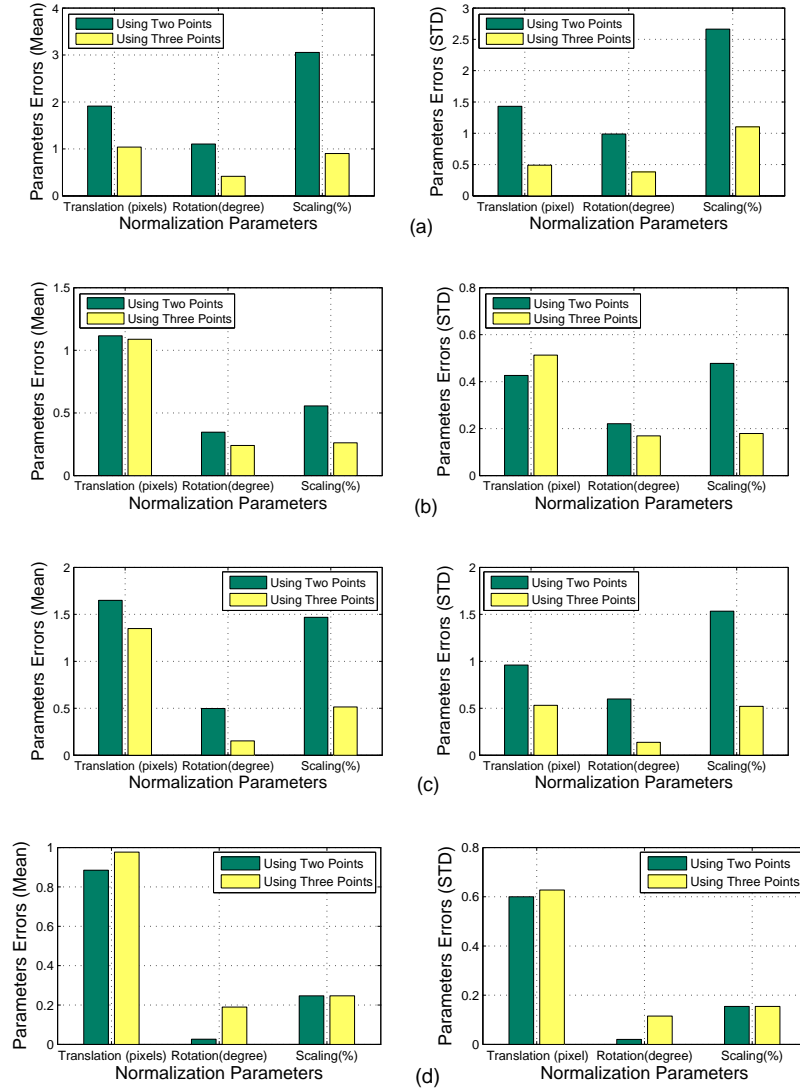 4
3
2
1
0
Parameters Errors (Mean)
Using Two Points
Using Three Points
Translation (pixels) Rotation(degree) Scaling(%)
Normalization Parameters
3
2.5
2
1.5
1
0.5
0
Parameters Errors (STD)
Using Two Points
Using Three Points
Translation (pixel) Rotation(degree) Scaling(%)
Normalization Parameters
(a)
1.5
1
0.5
0
Parameters Errors (Mean)
Using Two Points
Using Three Points
Translation (pixels) Rotation(degree) Scaling(%)
Normalization Parameters
0.8
0.6
0.4
0.2
0
Parameters Errors (STD)
Using Two Points
Using Three Points
Translation (pixel) Rotation(degree) Scaling(%)
Normalization Parameters
(b)
2
1.5
1
0.5
0
Parameters Errors (Mean)
Using Two Points
Using Three Points
Translation (pixels) Rotation(degree) Scaling(%)
Normalization Parameters
2
1.5
1
0.5
0
Parameters Errors (STD)
Using Two Points
Using Three Points
Translation (pixel) Rotation(degree) Scaling(%)
Normalization Parameters
(c)
1
0.8
0.6
0.4
0.2
0
Parameters Errors (Mean)
Using Two Points
Using Three Points
Translation (pixels) Rotation(degree) Scaling(%)
Normalization Parameters
0.8
0.6
0.4
0.2
0
Parameters Errors (STD)
Using Two Points
Using Three Points
Translation (pixel) Rotation(degree) Scaling(%)
Normalization Parameters
(d)